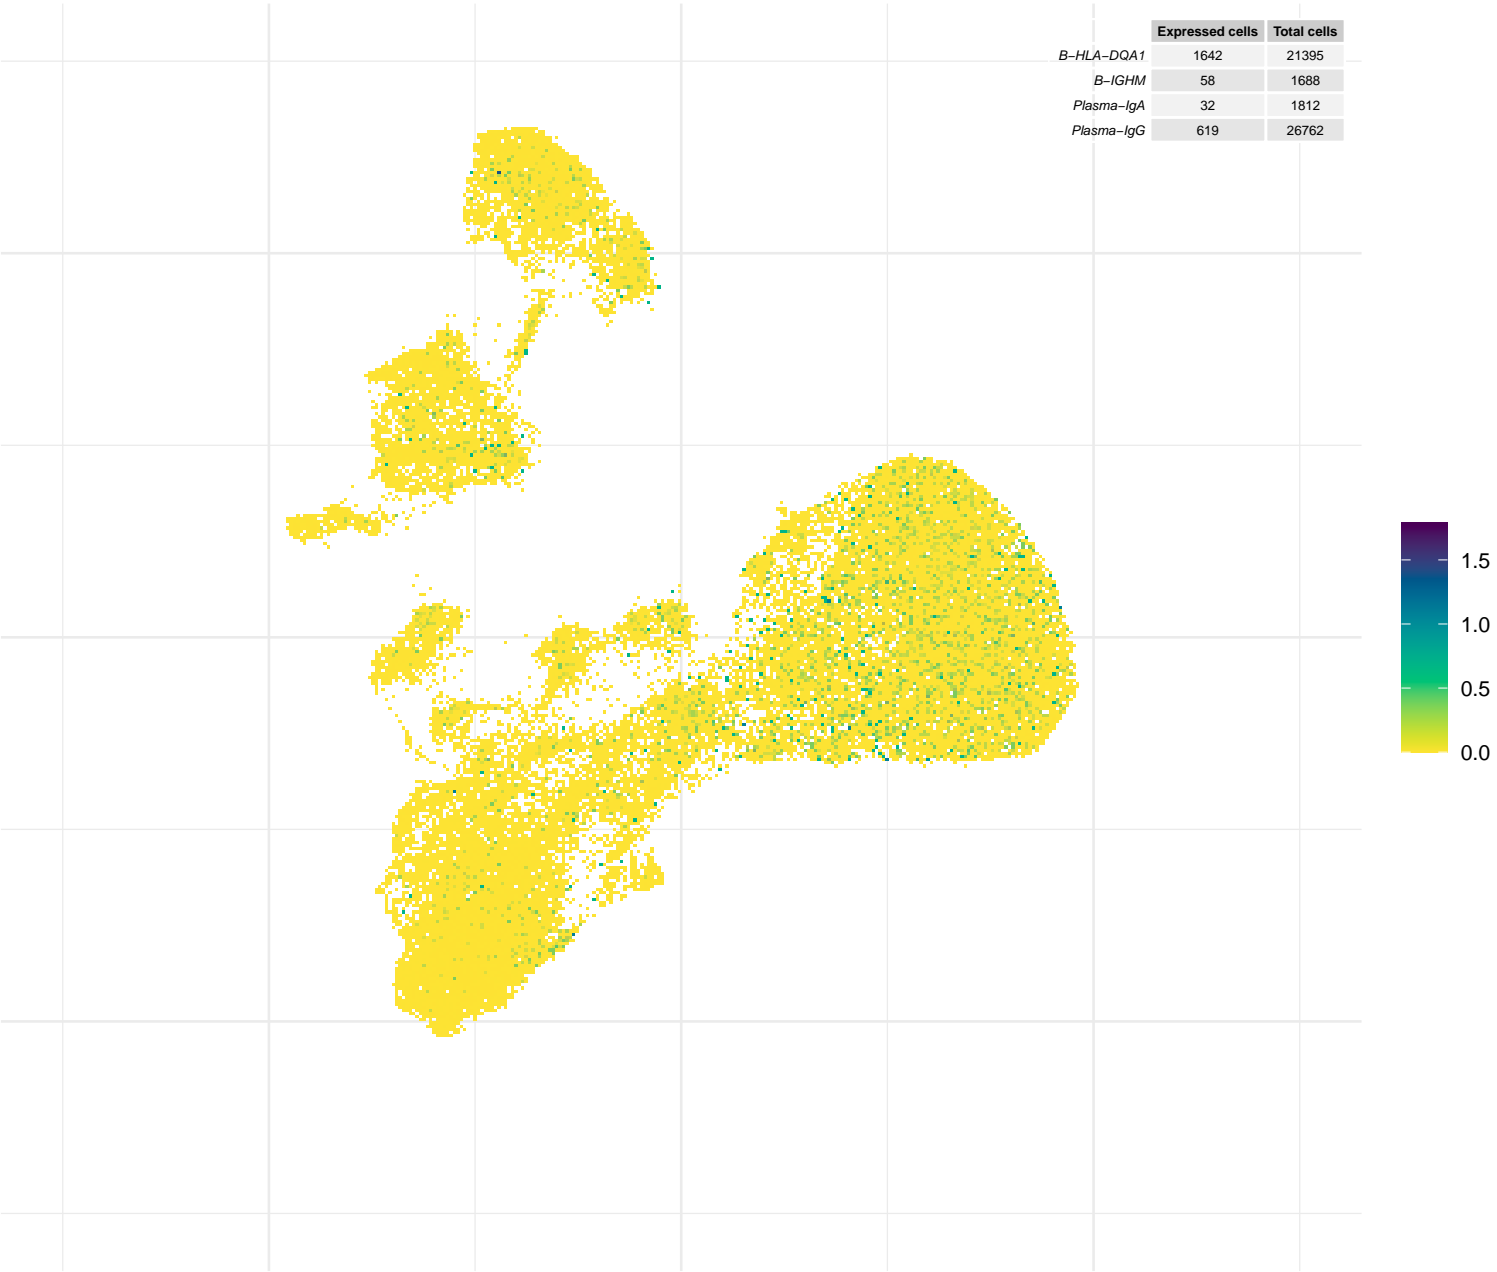 Expressed cells Total cells
B−HLA−DQA1 1642 21395
B−IGHM 58 1688
Plasma−IgA 32 1812
Plasma−IgG 619 26762
1.5
1.0
0.5
0.0